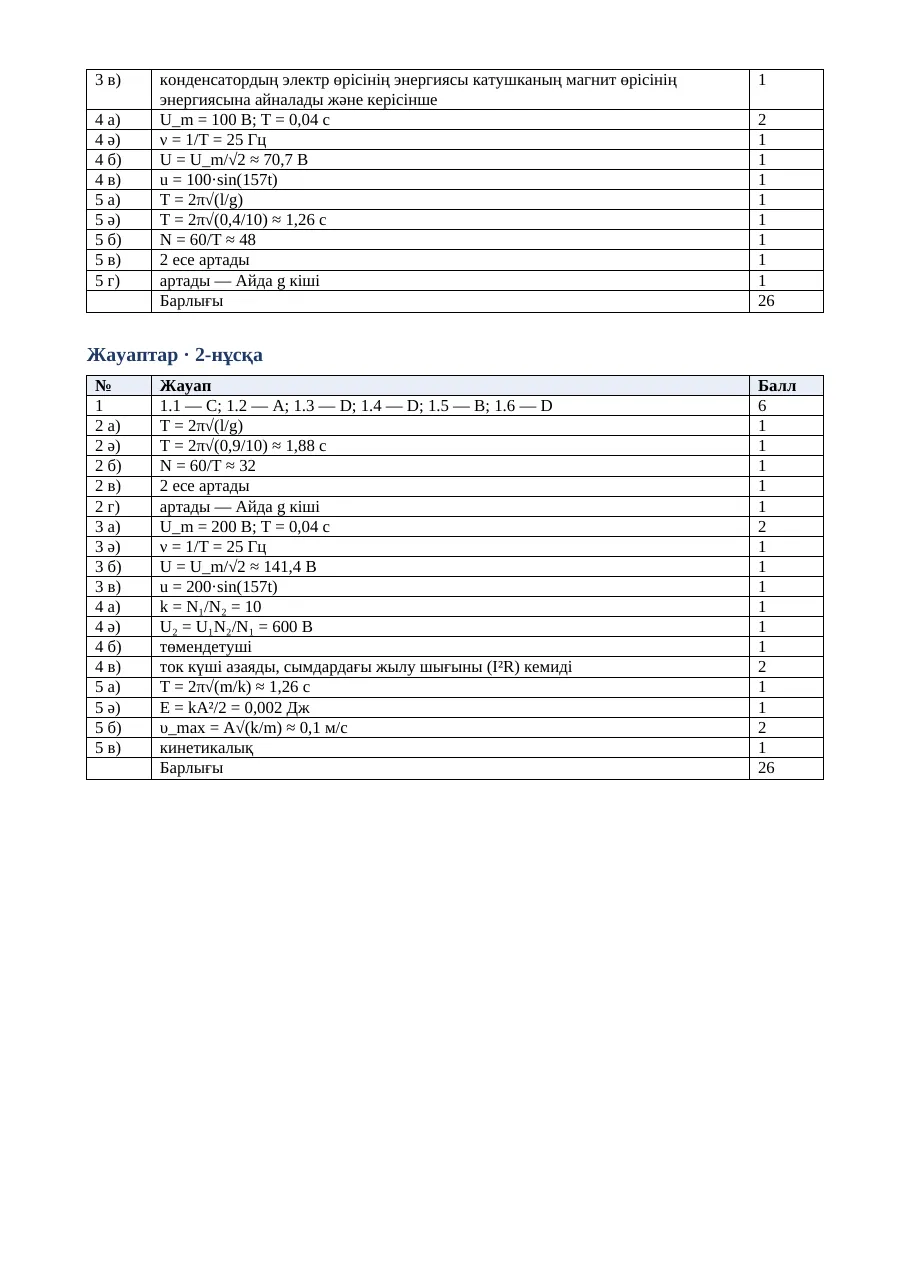 3 в) конденсатордың электр өрісінің энергиясы катушканың магнит өрісінің 1
энергиясына айналады және керісінше
4 а) U_m = 100 В; T = 0,04 с 2
4 ә) ν = 1/T = 25 Гц 1
4 б) U = U_m/√2 ≈ 70,7 В 1
4 в) u = 100·sin(157t) 1
5 а) T = 2π√(l/g) 1
5 ә) T = 2π√(0,4/10) ≈ 1,26 с 1
5 б) N = 60/T ≈ 48 1
5 в) 2 есе артады 1
5 г) артады — Айда g кіші 1
Барлығы 26
Жауаптар · 2-нұсқа
№ Жауап Балл
1 1.1 — C; 1.2 — A; 1.3 — D; 1.4 — D; 1.5 — B; 1.6 — D 6
2 а) T = 2π√(l/g) 1
2 ә) T = 2π√(0,9/10) ≈ 1,88 с 1
2 б) N = 60/T ≈ 32 1
2 в) 2 есе артады 1
2 г) артады — Айда g кіші 1
3 а) U_m = 200 В; T = 0,04 с 2
3 ә) ν = 1/T = 25 Гц 1
3 б) U = U_m/√2 ≈ 141,4 В 1
3 в) u = 200·sin(157t) 1
4 а) k = N₁/N₂ = 10 1
4 ә) U₂ = U₁N₂/N₁ = 600 В 1
4 б) төмендетуші 1
4 в) ток күші азаяды, сымдардағы жылу шығыны (I²R) кемиді 2
5 а) T = 2π√(m/k) ≈ 1,26 с 1
5 ә) E = kA²/2 = 0,002 Дж 1
5 б) υ_max = A√(k/m) ≈ 0,1 м/с 2
5 в) кинетикалық 1
Барлығы 26